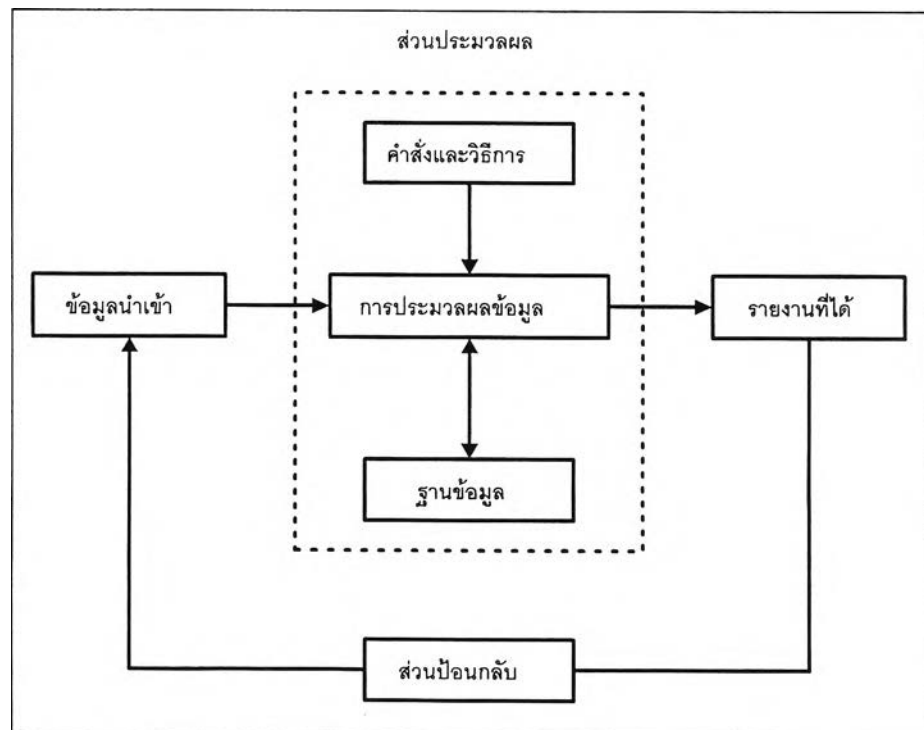 ส่วนประมวลผล
คำสั่งและวิธีการ
ข้อมูลนำเข้า
การประมวลผลข้อมูล
รายงานที่ได้
ฐานข้อมูล
ส่วนป้อนกลับ